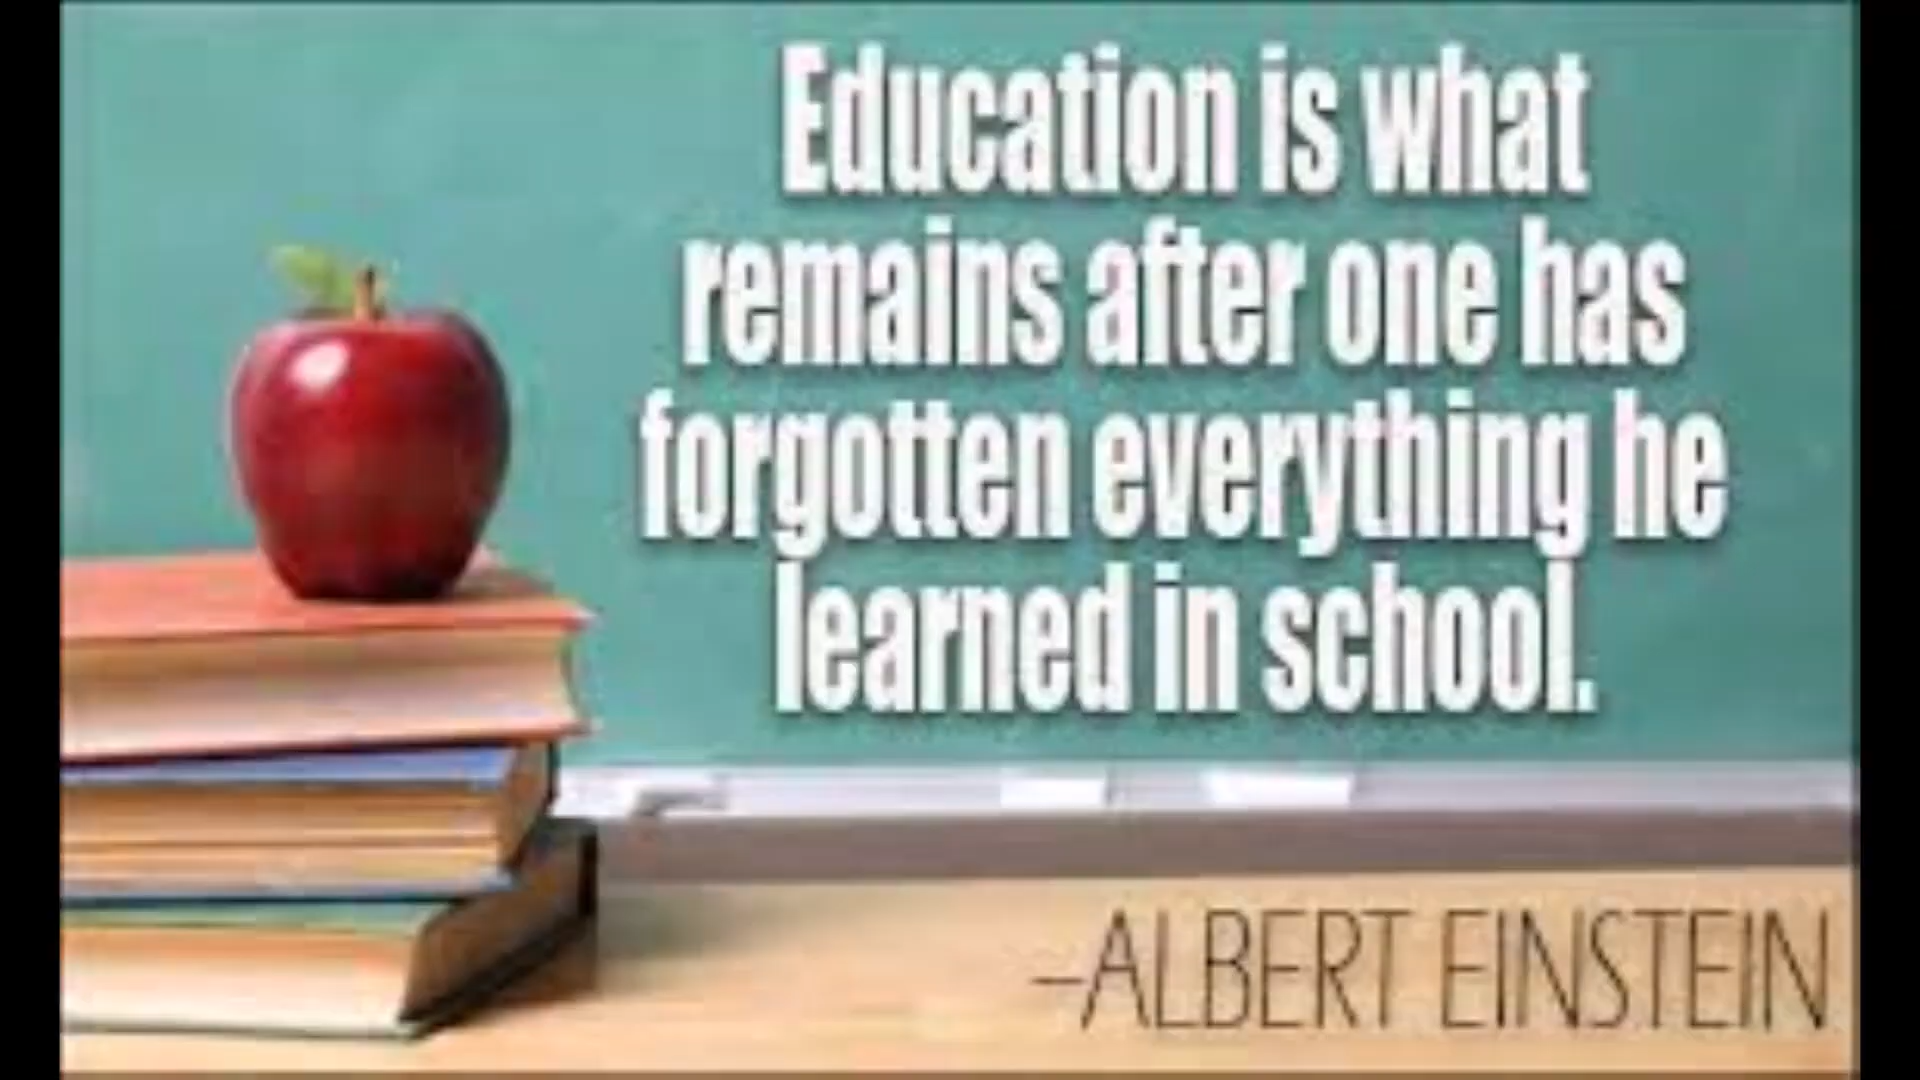 Education is what
remains after one has
forgotten everything he
learned in school.
–ALBERT EINSTEIN